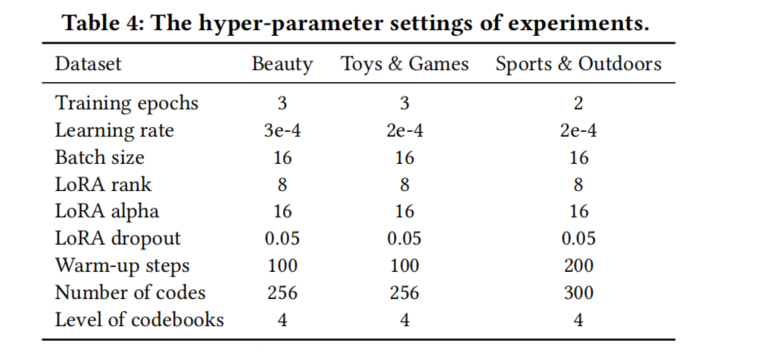 Table 4: The hyper-parameter settings of experiments.
Dataset Beauty Toys & Games Sports & Outdoors
Training epochs 3 3 2
Learning rate 3e-4 2e-4 2e-4
Batch size 16 16 16
LoRA rank 8 8 8
LoRA alpha 16 16 16
LoRA dropout 0.05 0.05 0.05
Warm-up steps 100 100 200
Number of codes 256 256 300
Level of codebooks 4 4 4